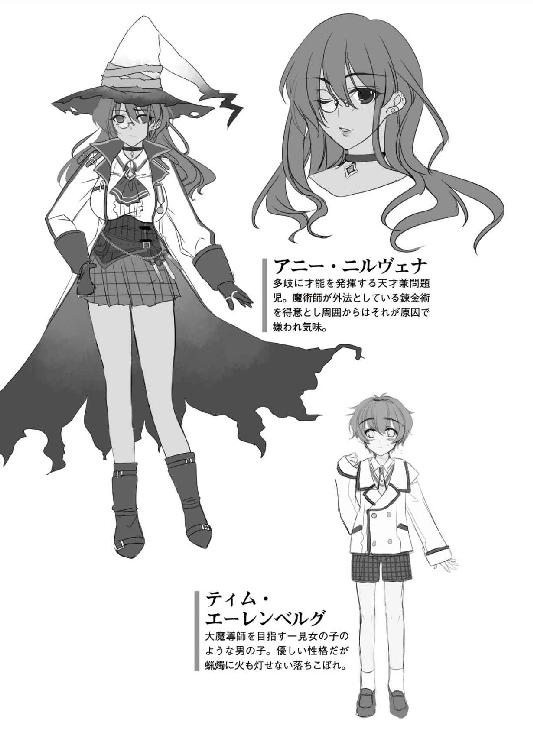 アニー・ニルヴェナ
多岐に才能を発揮する天才兼問題
児。魔術師が外法としている錬金術
を得意とし周囲からはそれが原因で
嫌われ気味。
ティム・
エーレンベルグ
大魔導師を目指す一見女の子の
ような男の子。優しい性格だが
蝋燭に火も灯せない落ちこぼれ。